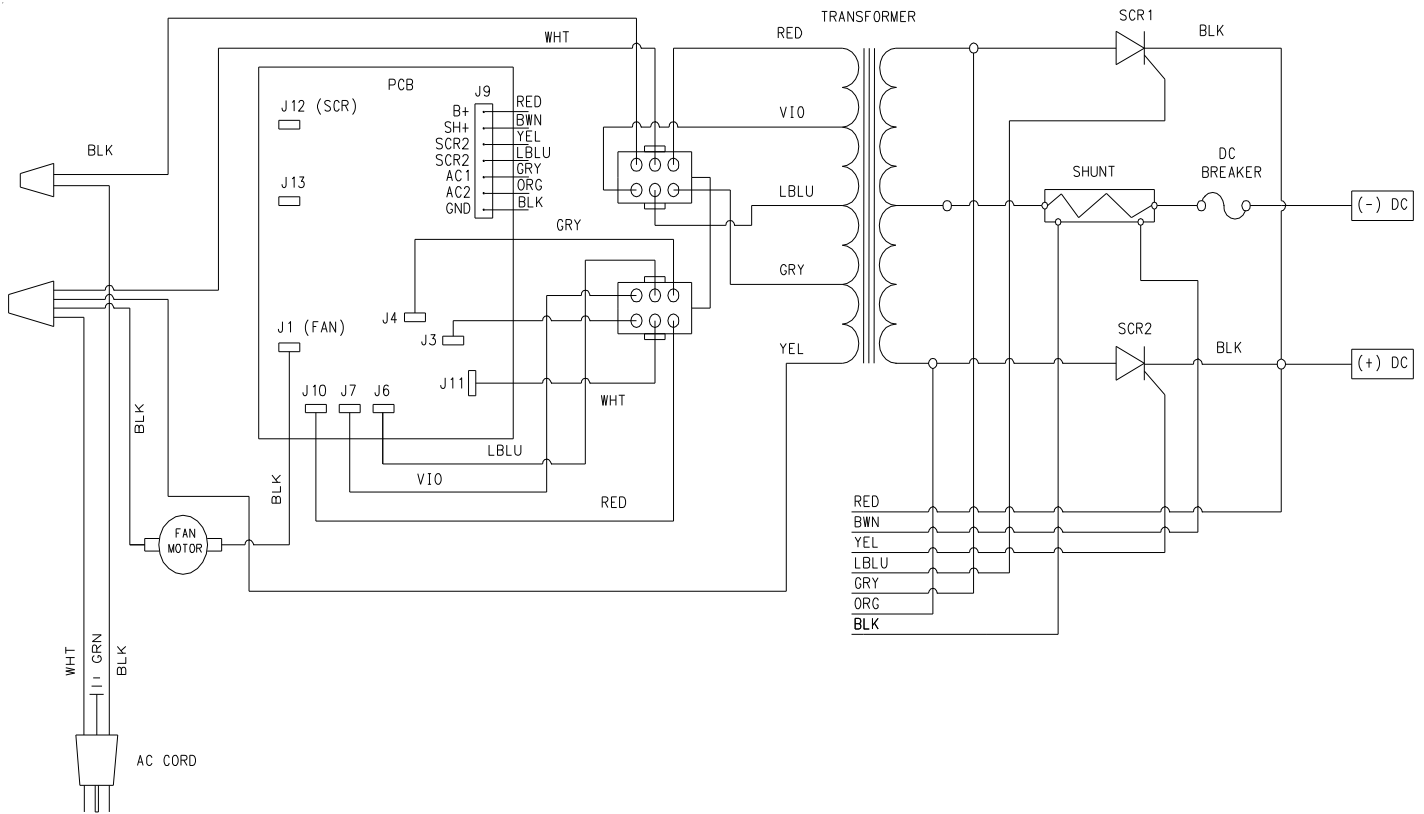 TRANSFORMER
SCR1
BLK
RED
WHT
PCB
J12 (SCR)
J9
B+ RED
SH+ BWN
SCR2 YEL
SCR2 LBLU
AC1 GRY
AC2 ORG
GND BLK
VIO
BLK
J13
LBLU
SHUNT
DC
BREAKER
(-) DC
GRY
GRY
J4
J1 (FAN)
J3
YEL
SCR2
BLK
(+) DC
J11
J10
J7
J6
WHT
BLK
LBLU
VIO
BLK
RED
FAN
MOTOR
RED
BWN
YEL
LBLU
GRY
ORG
BLK
WHT
GRN
BLK
AC CORD